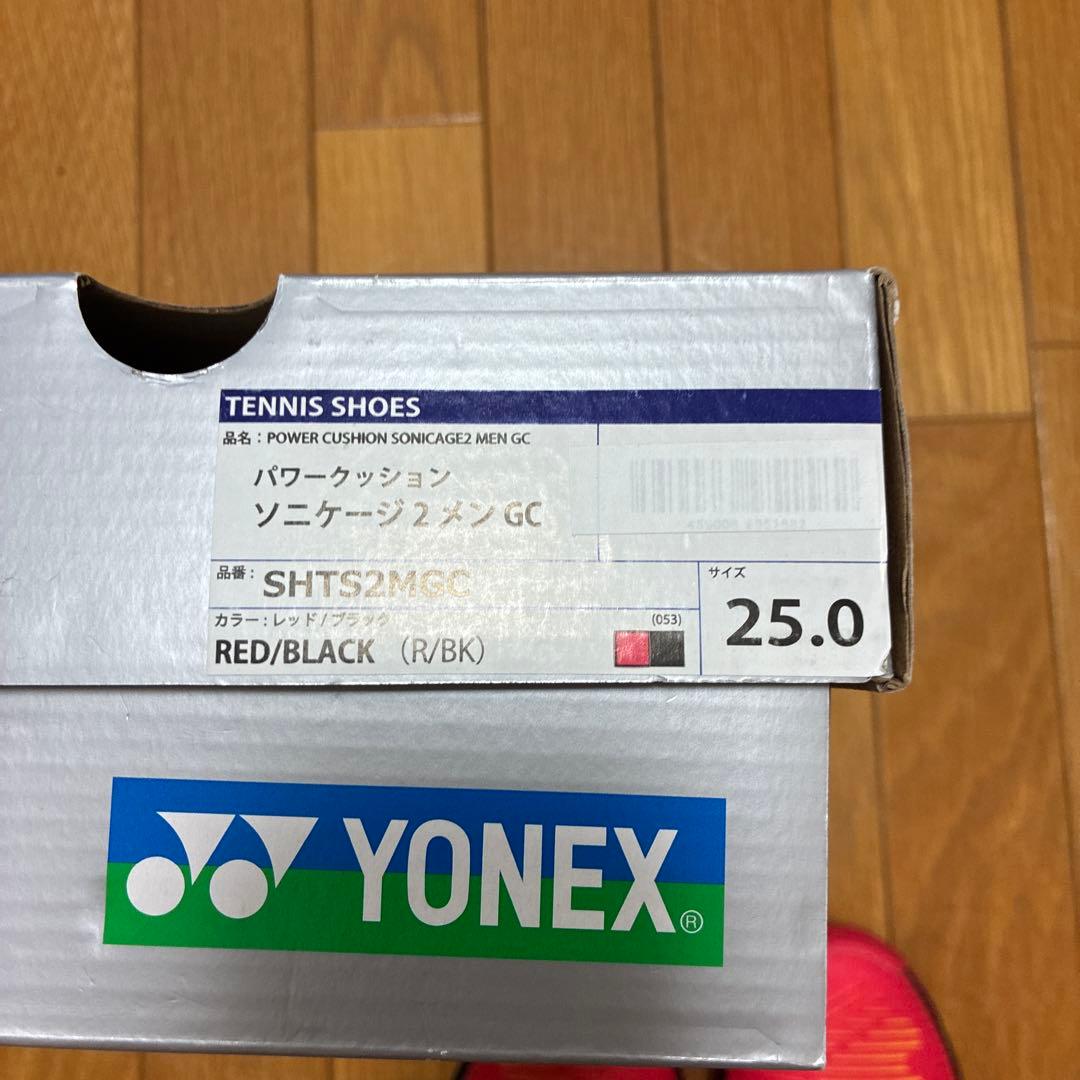 TENNIS SHOES
品名：POWER CUSHION SONICAGE2 MEN GC
パワークッション
ソニケージ 2 メン GC
品番：SHTS2MGC
サイズ
25.0
カラー：レッド / ブラック (053)
RED/BLACK （R/BK）
YONEX®